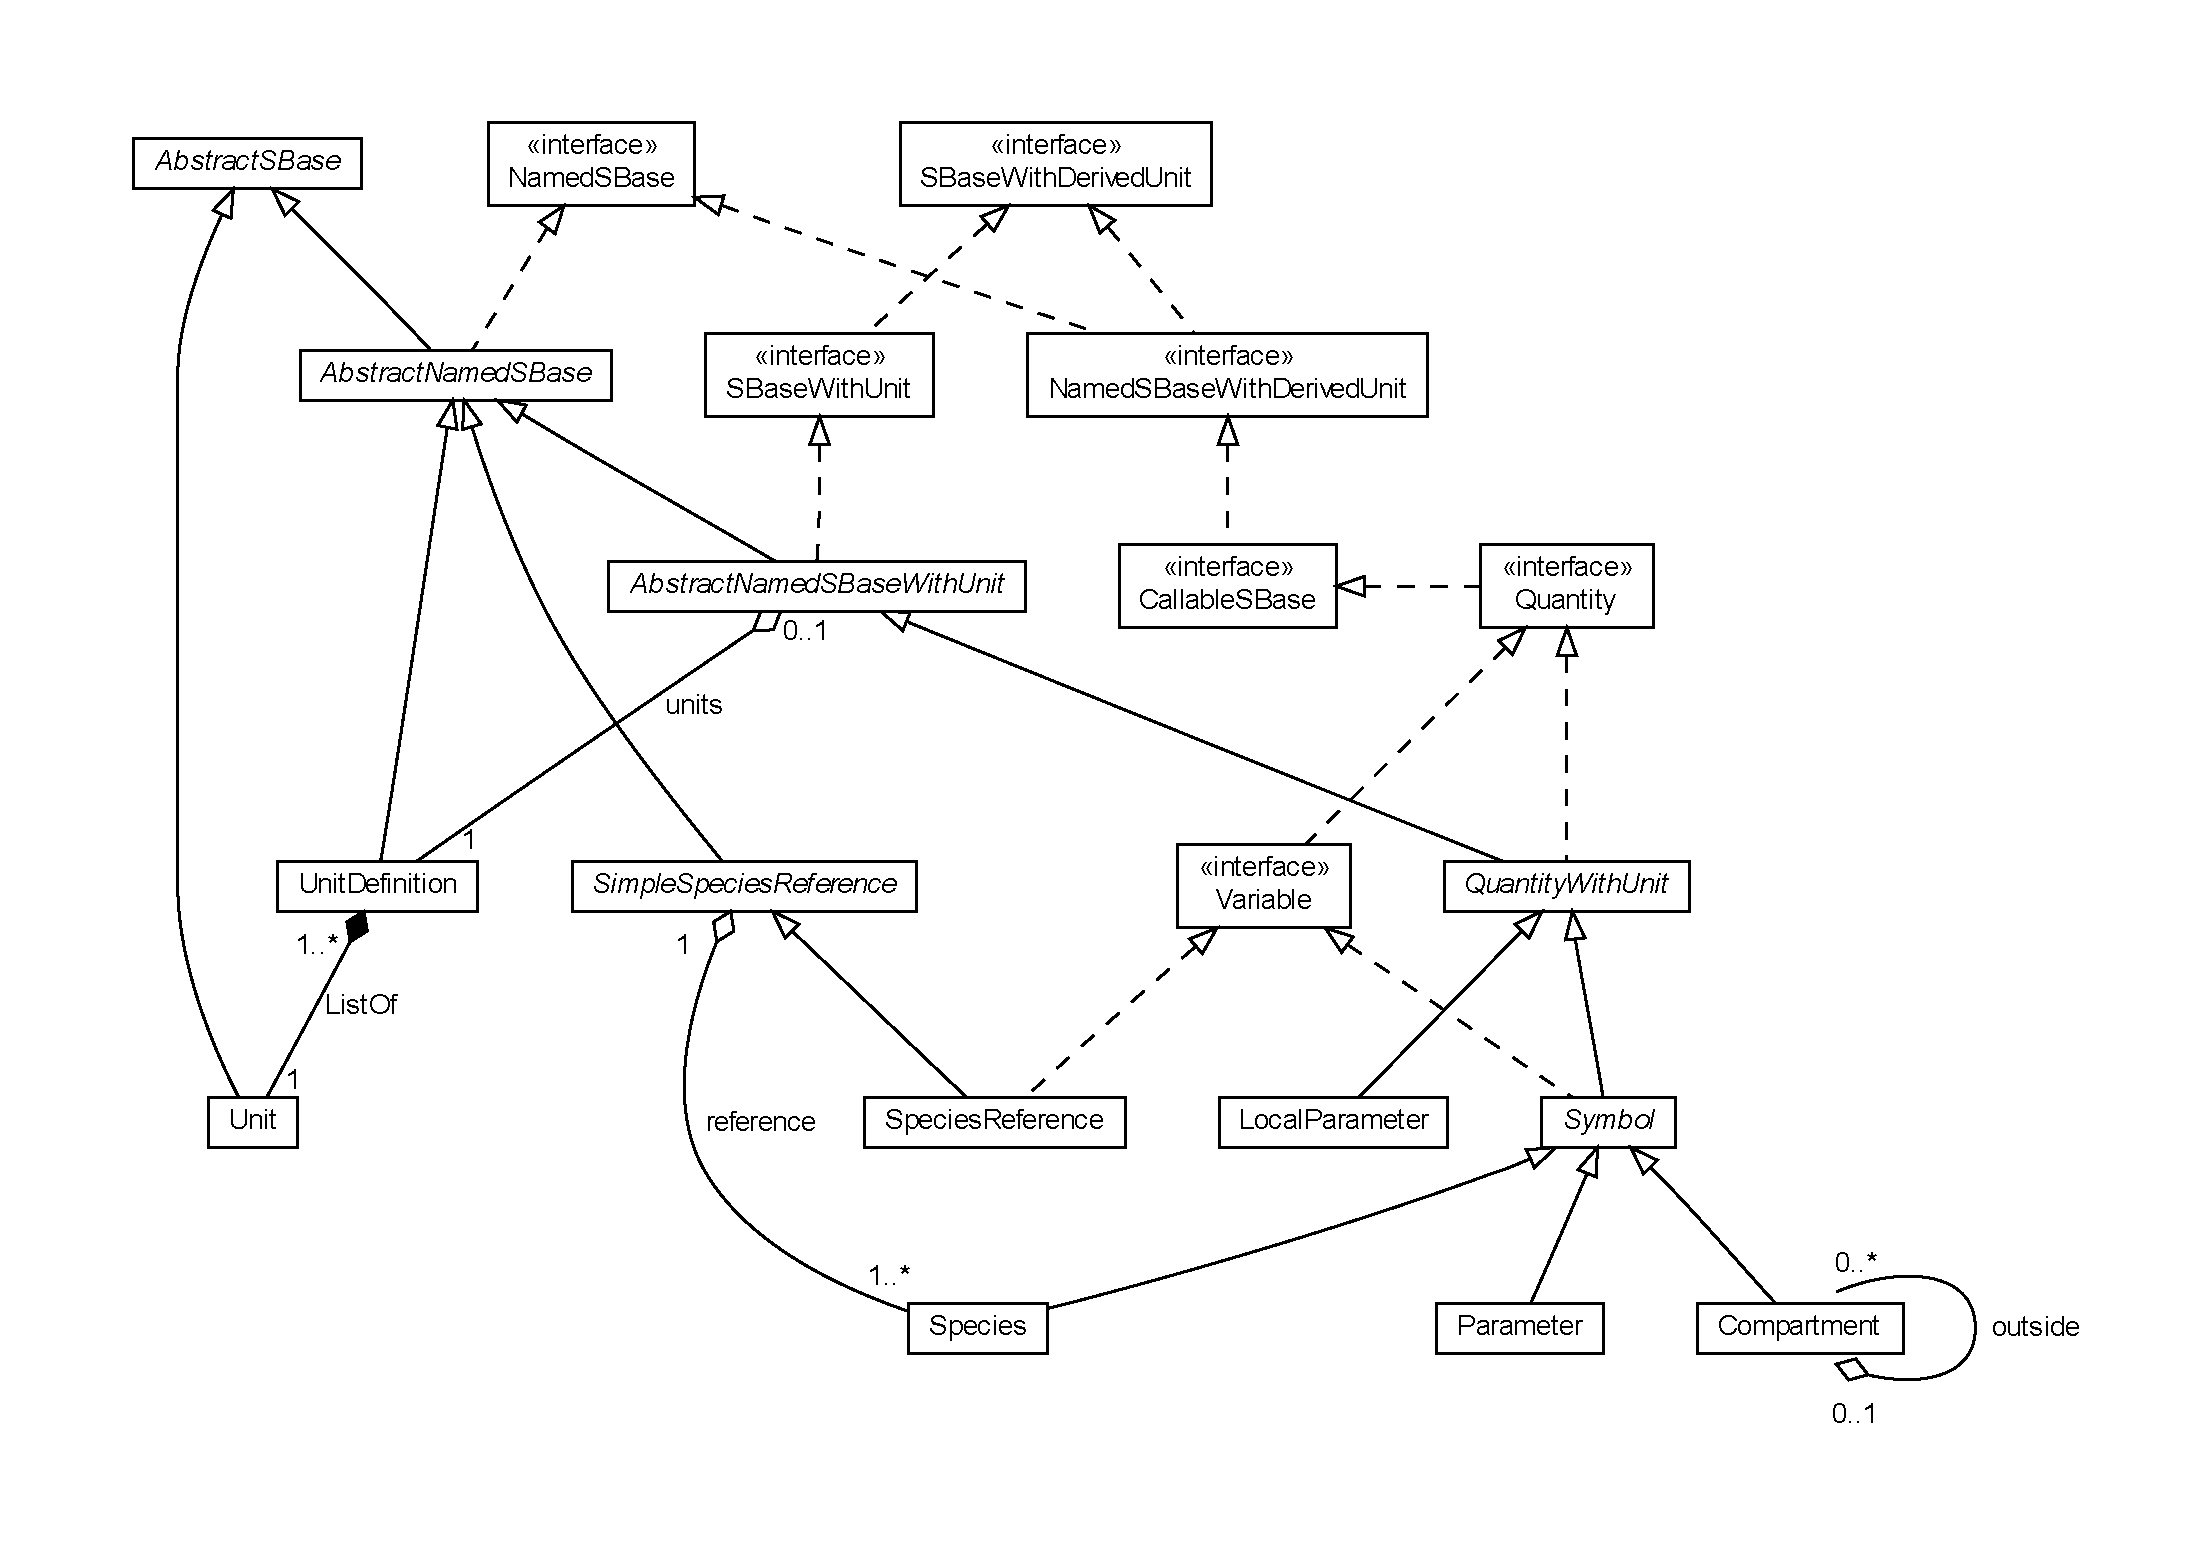 «interface»
NamedSBase
«interface»
SBaseWithDerivedUnit
AbstractSBase
«interface»
SBaseWithUnit
«interface»
NamedSBaseWithDerivedUnit
AbstractNamedSBase
«interface»
CallableSBase
«interface»
Quantity
AbstractNamedSBaseWithUnit
0..1
units
1
UnitDefinition
SimpleSpeciesReference
«interface»
Variable
QuantityWithUnit
1..*
1
ListOf
1
Unit
reference
SpeciesReference
LocalParameter
Symbol
1..*
0..*
Species
Parameter
Compartment
outside
0..1